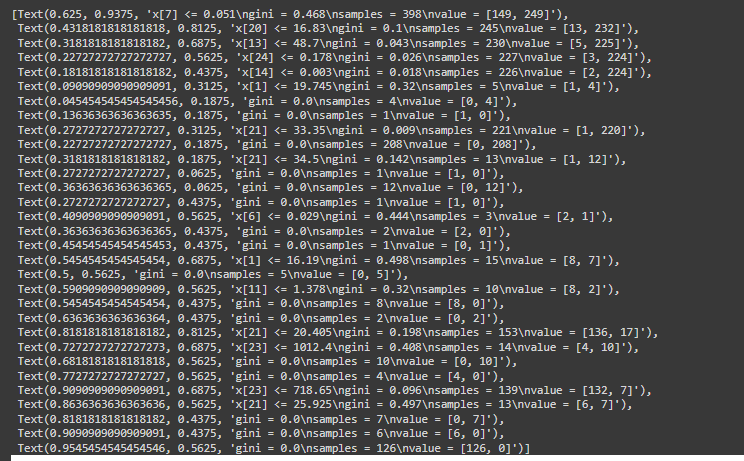 [Text(0.625, 0.9375, 'x[7] <= 0.051\ngini = 0.468\nsamples = 398\nvalue = [149, 249]'),
Text(0.4318181818181818, 0.8125, 'x[20] <= 16.83\ngini = 0.1\nsamples = 245\nvalue = [13, 232]'),
Text(0.3181818181818182, 0.6875, 'x[13] <= 48.7\ngini = 0.043\nsamples = 230\nvalue = [5, 225]'),
Text(0.22727272727272727, 0.5625, 'x[24] <= 0.178\ngini = 0.026\nsamples = 227\nvalue = [3, 224]'),
Text(0.18181818181818182, 0.4375, 'x[14] <= 0.003\ngini = 0.018\nsamples = 226\nvalue = [2, 224]'),
Text(0.09090909090909091, 0.3125, 'x[1] <= 19.745\ngini = 0.32\nsamples = 5\nvalue = [1, 4]'),
Text(0.045454545454545456, 0.1875, 'gini = 0.0\nsamples = 4\nvalue = [0, 4]'),
Text(0.13636363636363635, 0.1875, 'gini = 0.0\nsamples = 1\nvalue = [1, 0]'),
Text(0.2727272727272727, 0.3125, 'x[21] <= 33.35\ngini = 0.009\nsamples = 221\nvalue = [1, 220]'),
Text(0.22727272727272727, 0.1875, 'gini = 0.0\nsamples = 208\nvalue = [0, 208]'),
Text(0.3181818181818182, 0.1875, 'x[21] <= 34.5\ngini = 0.142\nsamples = 13\nvalue = [1, 12]'),
Text(0.2727272727272727, 0.0625, 'gini = 0.0\nsamples = 1\nvalue = [1, 0]'),
Text(0.36363636363636365, 0.0625, 'gini = 0.0\nsamples = 12\nvalue = [0, 12]'),
Text(0.2727272727272727, 0.4375, 'gini = 0.0\nsamples = 1\nvalue = [1, 0]'),
Text(0.4090909090909091, 0.5625, 'x[6] <= 0.029\ngini = 0.444\nsamples = 3\nvalue = [2, 1]'),
Text(0.36363636363636365, 0.4375, 'gini = 0.0\nsamples = 2\nvalue = [2, 0]'),
Text(0.45454545454545453, 0.4375, 'gini = 0.0\nsamples = 1\nvalue = [0, 1]'),
Text(0.5454545454545454, 0.6875, 'x[1] <= 16.19\ngini = 0.498\nsamples = 15\nvalue = [8, 7]'),
Text(0.5, 0.5625, 'gini = 0.0\nsamples = 5\nvalue = [0, 5]'),
Text(0.5909090909090909, 0.5625, 'x[11] <= 1.378\ngini = 0.32\nsamples = 10\nvalue = [8, 2]'),
Text(0.5454545454545454, 0.4375, 'gini = 0.0\nsamples = 8\nvalue = [8, 0]'),
Text(0.6363636363636364, 0.4375, 'gini = 0.0\nsamples = 2\nvalue = [0, 2]'),
Text(0.8181818181818182, 0.8125, 'x[21] <= 20.405\ngini = 0.198\nsamples = 153\nvalue = [136, 17]'),
Text(0.7272727272727273, 0.6875, 'x[23] <= 1012.4\ngini = 0.408\nsamples = 14\nvalue = [4, 10]'),
Text(0.6818181818181818, 0.5625, 'gini = 0.0\nsamples = 10\nvalue = [0, 10]'),
Text(0.7727272727272727, 0.5625, 'gini = 0.0\nsamples = 4\nvalue = [4, 0]'),
Text(0.9090909090909091, 0.6875, 'x[23] <= 718.65\ngini = 0.096\nsamples = 139\nvalue = [132, 7]'),
Text(0.8636363636363636, 0.5625, 'x[21] <= 25.925\ngini = 0.497\nsamples = 13\nvalue = [6, 7]'),
Text(0.8181818181818182, 0.4375, 'gini = 0.0\nsamples = 7\nvalue = [0, 7]'),
Text(0.9090909090909091, 0.4375, 'gini = 0.0\nsamples = 6\nvalue = [6, 0]'),
Text(0.9545454545454546, 0.5625, 'gini = 0.0\nsamples = 126\nvalue = [126, 0]')]